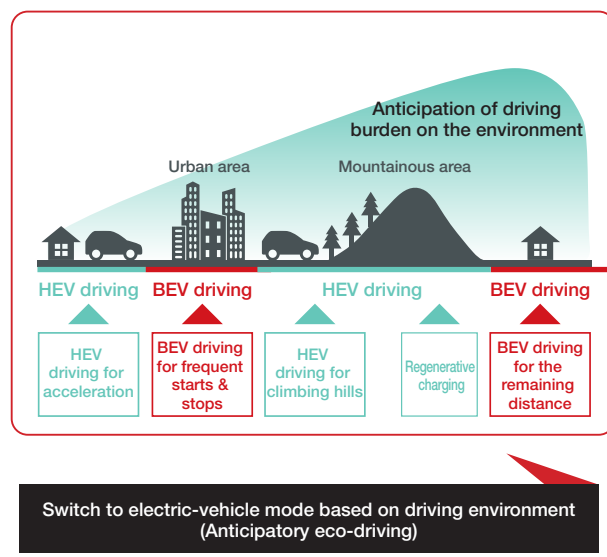 Anticipation of driving
burden on the environment
Urban area
Mountainous area
HEV driving
BEV driving
HEV driving
BEV driving
HEV
driving for
acceleration
BEV driving
for frequent
starts &
stops
HEV
driving for
climbing hills
Regenerative
charging
BEV driving
for the
remaining
distance
Switch to electric-vehicle mode based on driving environment
(Anticipatory eco-driving)